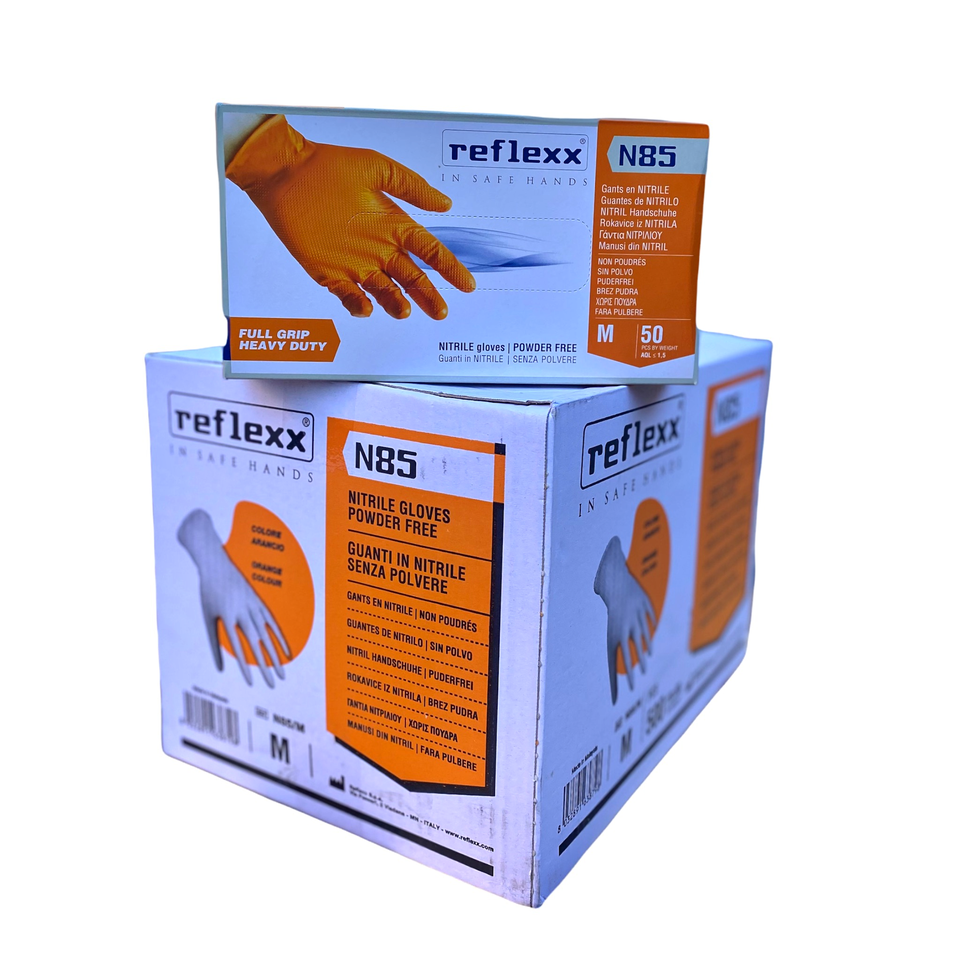 reflexx®
IN SAFE HANDS
N85
Gants en NITRILE
Guantes de NITRILO
NITRIL Handschuhe
Rokavice iz NITRILA
Γάντια ΝΙΤΡΙΛΙΟΥ
Manusi din NITRIL
NON POUDRÉS
SIN POLVO
PUDERFREI
BREZ PUDRA
ΧΩΡΙΣ ΠΟΥΔΡΑ
FARA PULBERE
M
50
PCS BY WEIGHT
AQL ≤ 1,5
FULL GRIP
HEAVY DUTY
NITRILE gloves | POWDER FREE
Guanti in NITRILE | SENZA POLVERE
reflexx®
IN SAFE HANDS
COLORE
ARANCIO
ORANGE
COLOUR
N85
NITRILE GLOVES
POWDER FREE
GUANTI IN NITRILE
SENZA POLVERE
GANTS EN NITRILE | NON POUDRÉS
GUANTES DE NITRILO | SIN POLVO
NITRIL HANDSCHUHE | PUDERFREI
ROKAVICE IZ NITRILA | BREZ PUDRA
ΓΑΝΤΙΑ ΝΙΤΡΙΛΙΟΥ | ΧΩΡΙΣ ΠΟΥΔΡΑ
MANUSI DIN NITRIL | FARA PULBERE
N85/M
M
Reflexx S.p.A.
Viadana - MN - ITALY - www.reflexx.com
reflexx
IN SAFE HANDS
N85
M
500